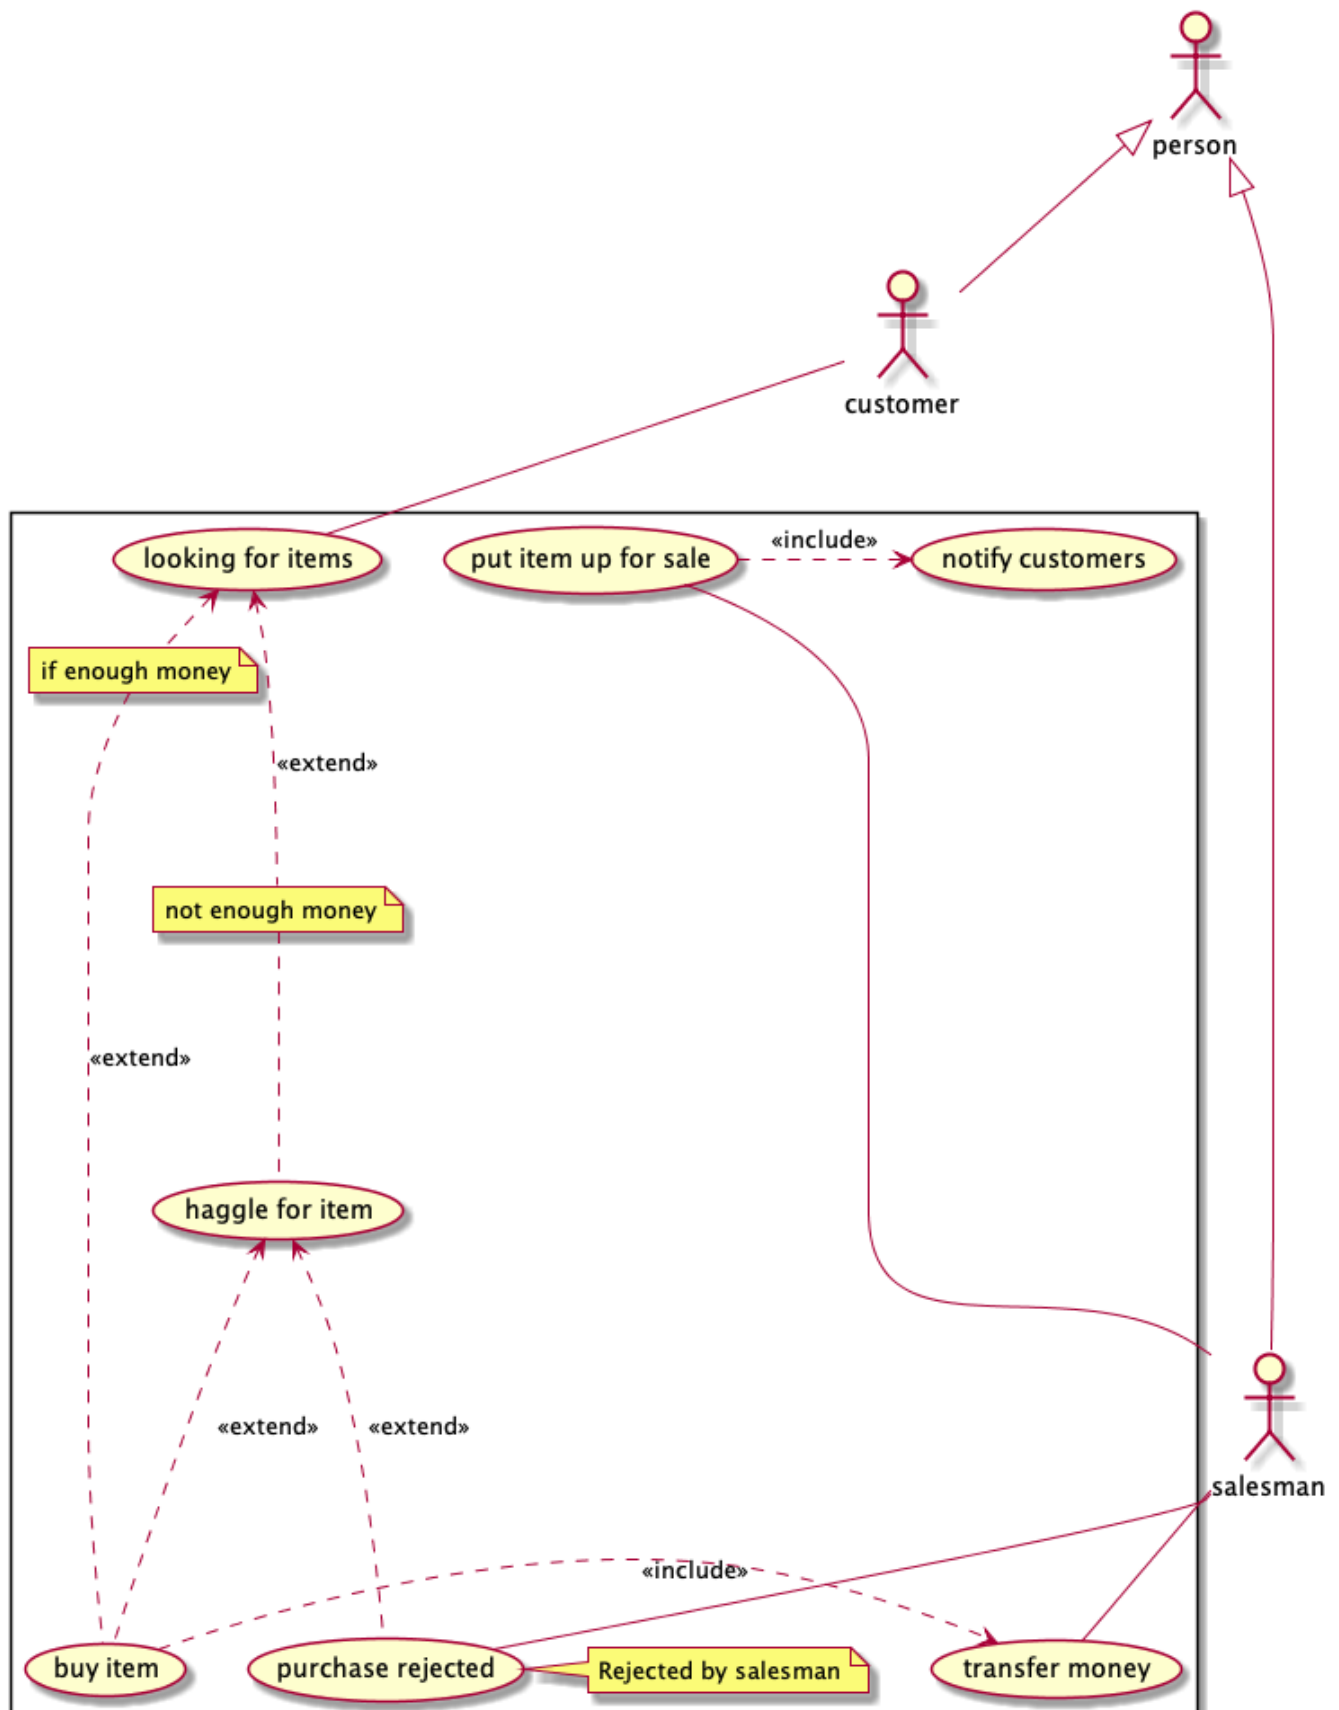 person
customer
looking for items
put item up for sale
«include»
notify customers
if enough money
«extend»
not enough money
«extend»
haggle for item
«extend»
«extend»
salesman
«include»
buy item
purchase rejected
Rejected by salesman
transfer money